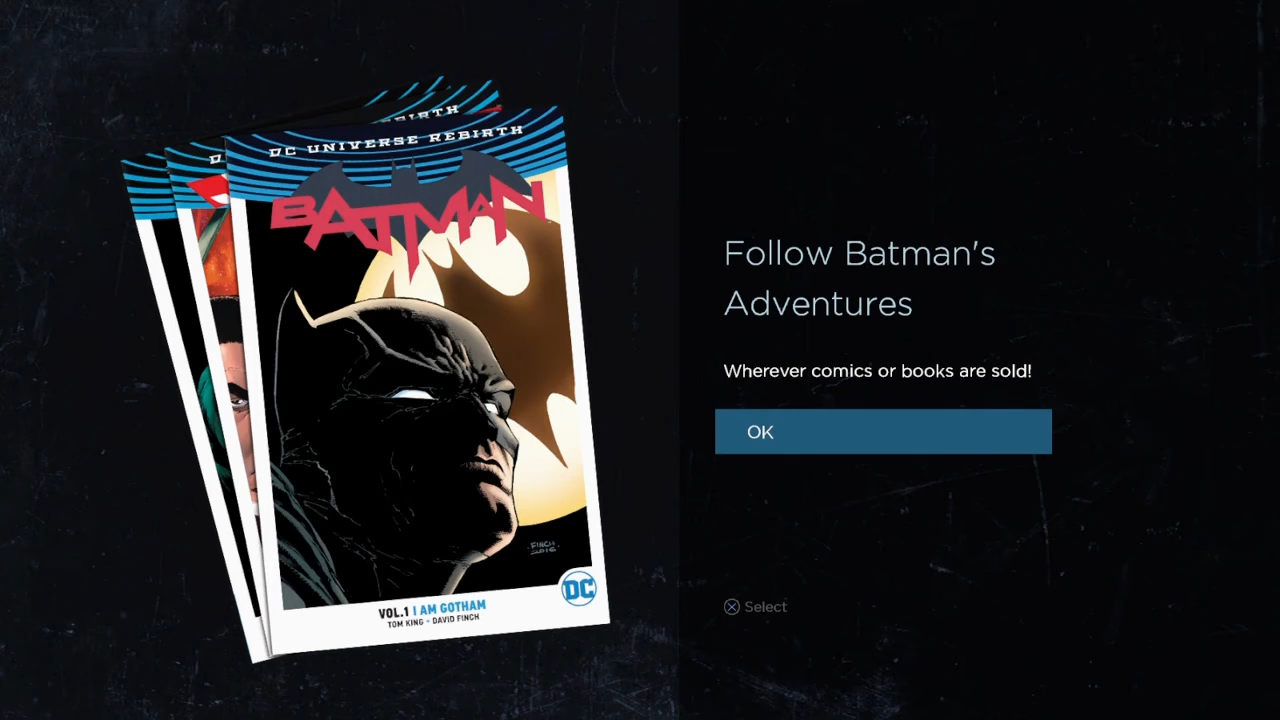 EBIRTH
D
DC UNIVERSE REBIRTH
BATMAN
FINCH
2016
DC
VOL.1 I AM GOTHAM
TOM KING • DAVID FINCH
Follow Batman's
Adventures
Wherever comics or books are sold!
OK
Select